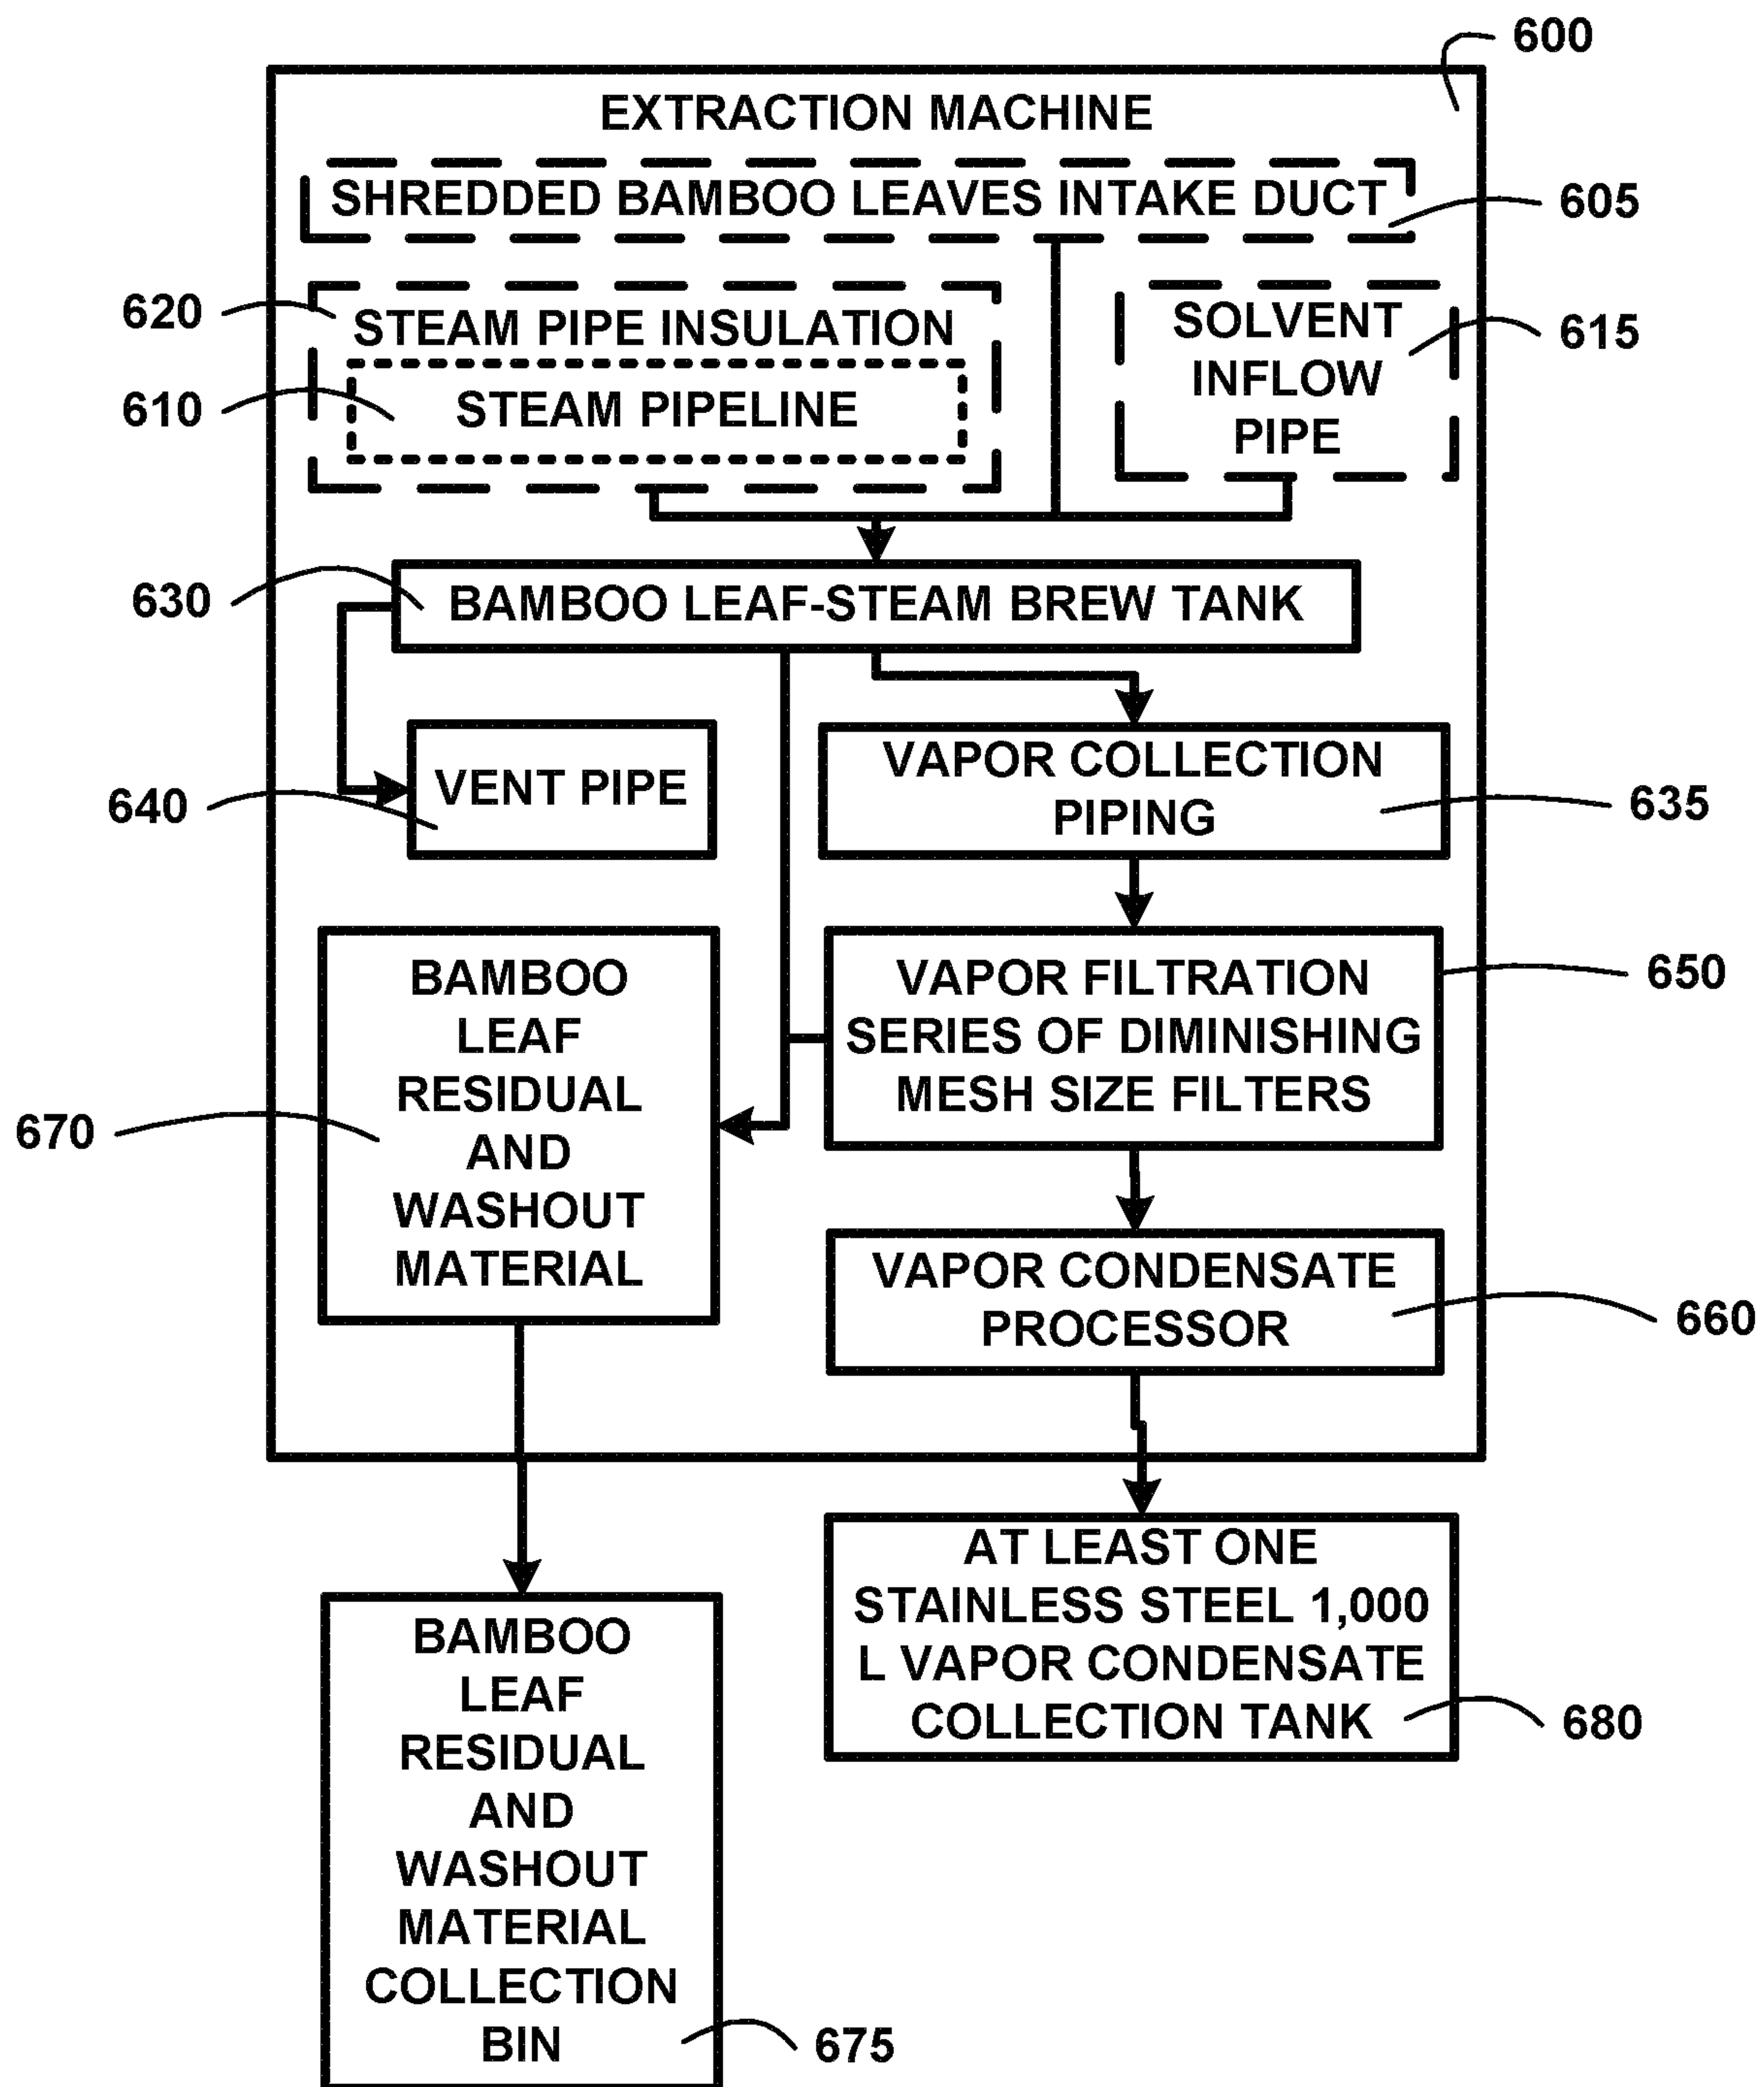 600
EXTRACTION MACHINE
SHREDDED BAMBOO LEAVES INTAKE DUCT
605
620
STEAM PIPE INSULATION
610
STEAM PIPELINE
SOLVENT
INFLOW
PIPE
615
630
BAMBOO LEAF-STEAM BREW TANK
640
VENT PIPE
VAPOR COLLECTION
PIPING
635
VAPOR FILTRATION
SERIES OF DIMINISHING
MESH SIZE FILTERS
650
670
BAMBOO
LEAF
RESIDUAL
AND
WASHOUT
MATERIAL
VAPOR CONDENSATE
PROCESSOR
660
AT LEAST ONE
STAINLESS STEEL 1,000
L VAPOR CONDENSATE
COLLECTION TANK
680
BAMBOO
LEAF
RESIDUAL
AND
WASHOUT
MATERIAL
COLLECTION
BIN
675